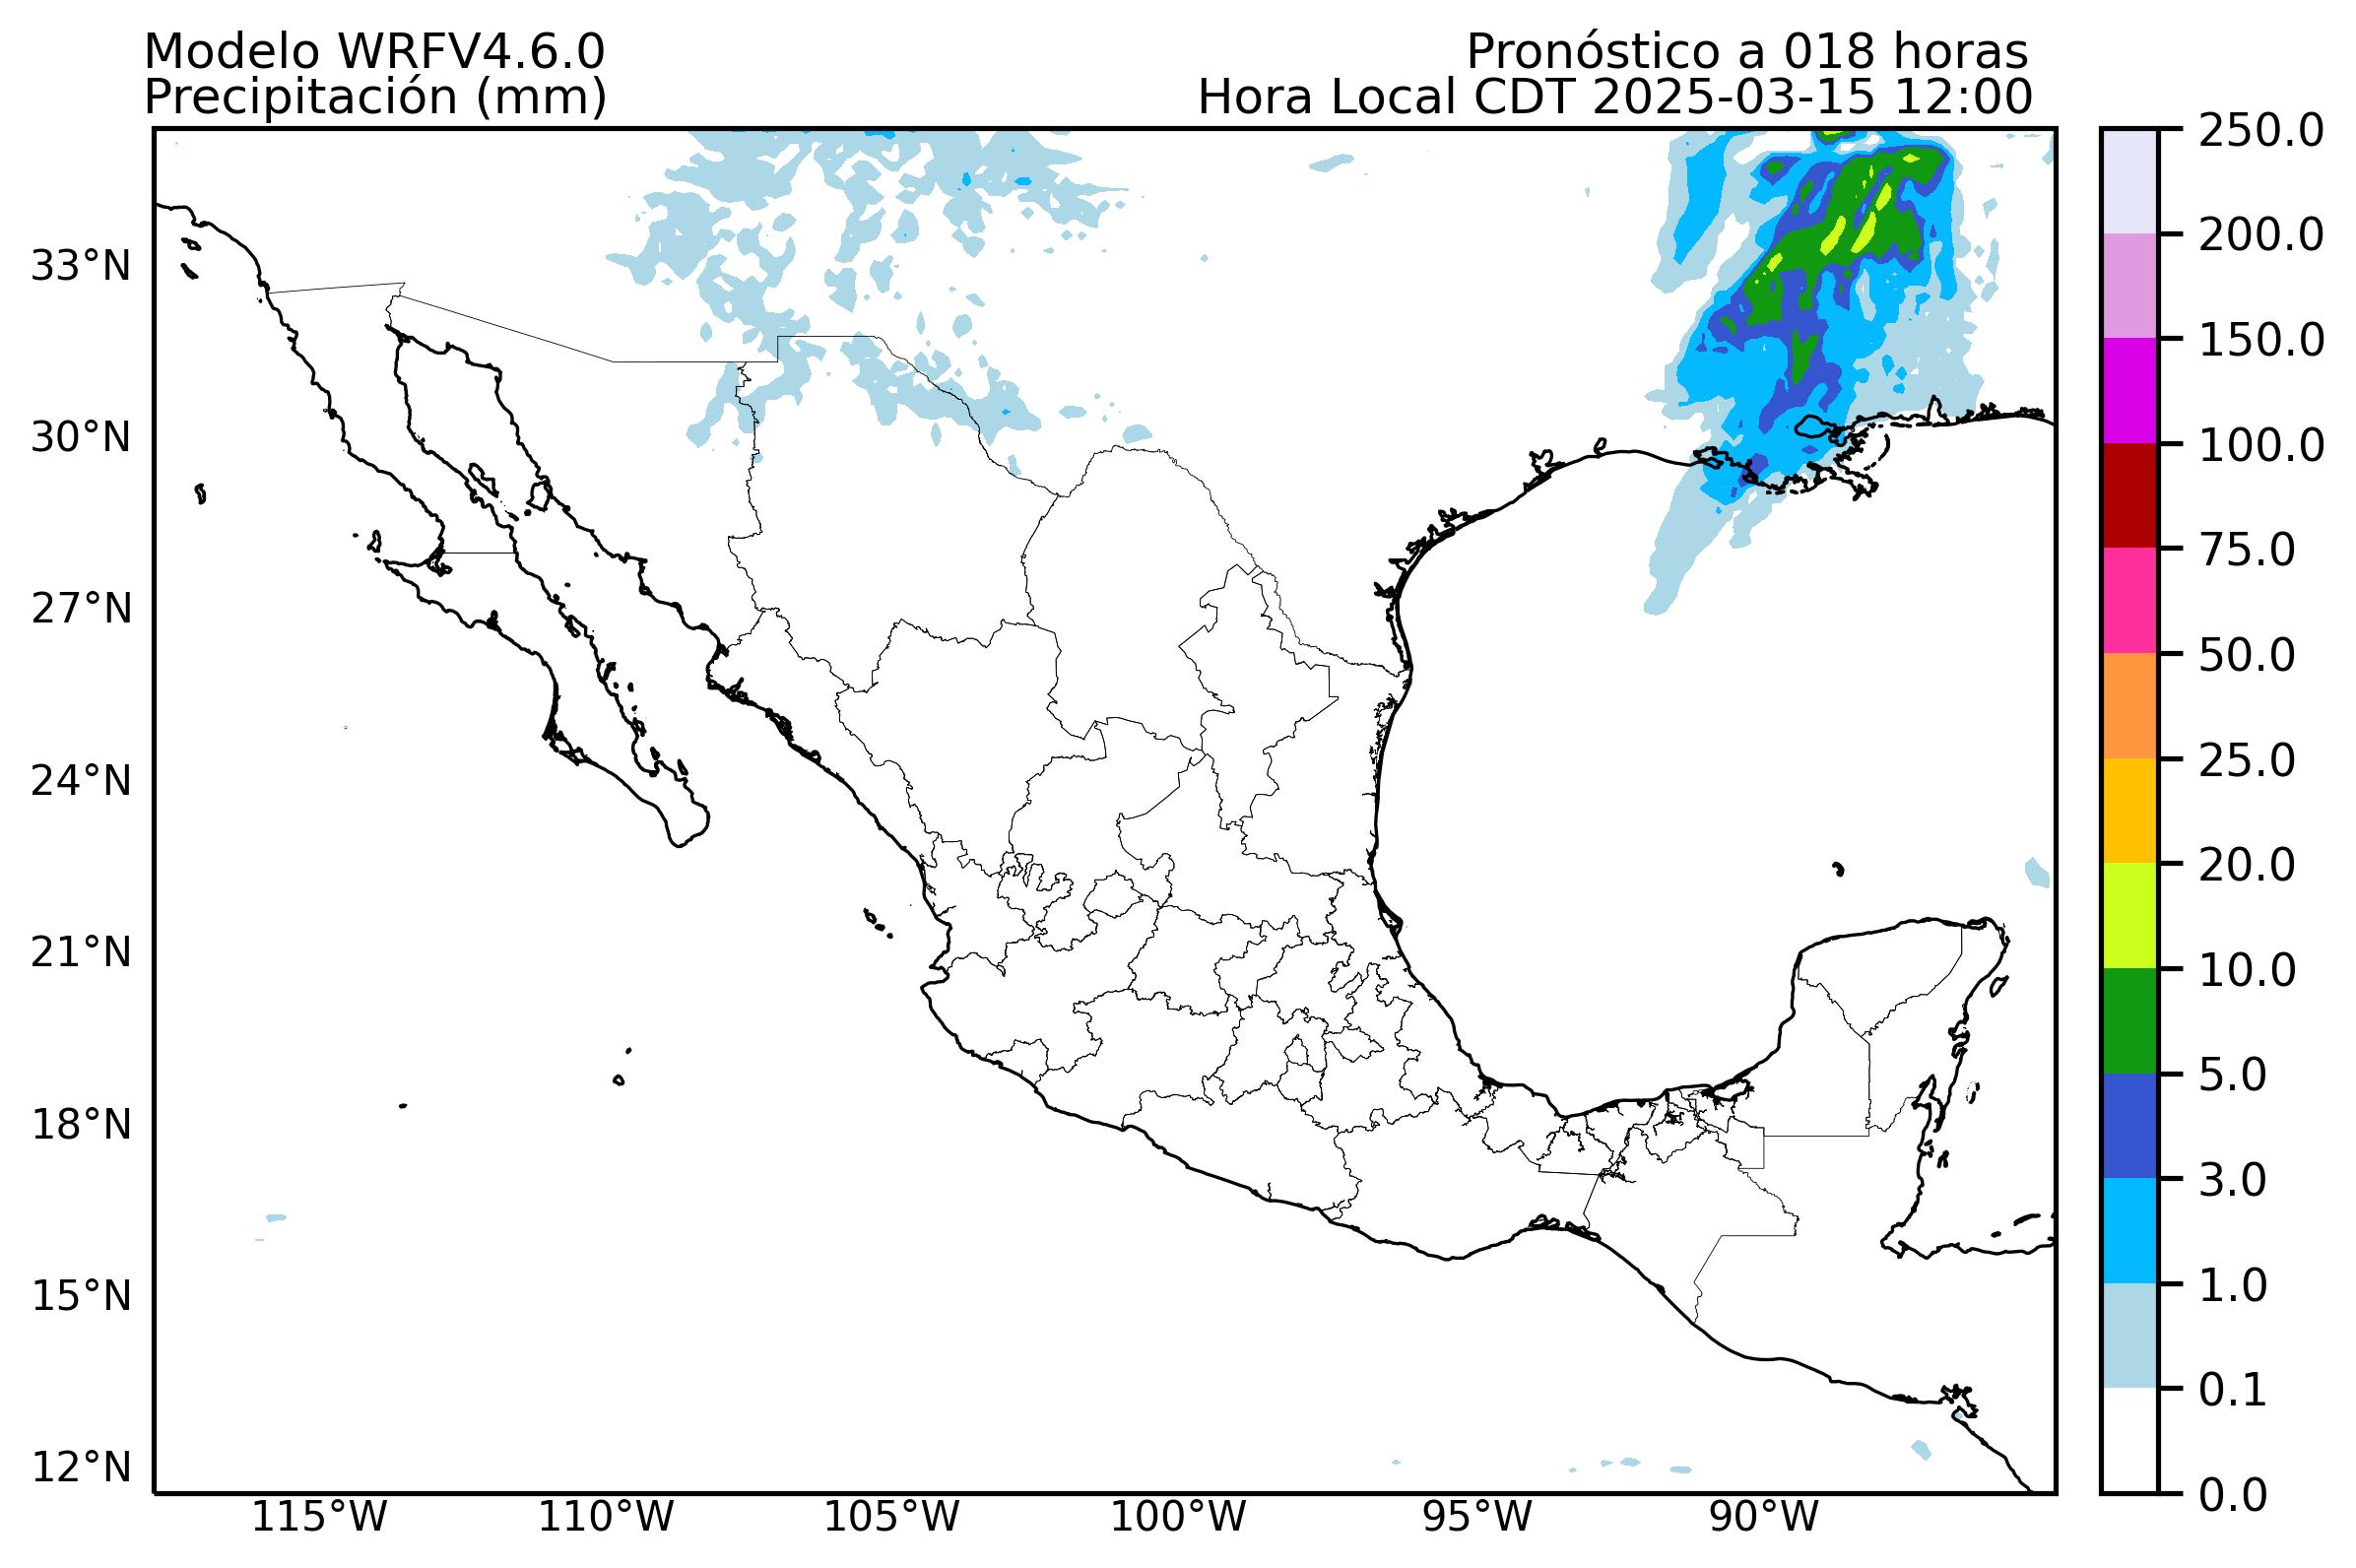 Modelo WRFV4.6.0
Precipitación (mm)
Pronóstico a 018 horas
Hora Local CDT 2025-03-15 12:00
33°N
30°N
27°N
24°N
21°N
18°N
15°N
12°N
115°W
110°W
105°W
100°W
95°W
90°W
250.0
200.0
150.0
100.0
75.0
50.0
25.0
20.0
10.0
5.0
3.0
1.0
0.1
0.0